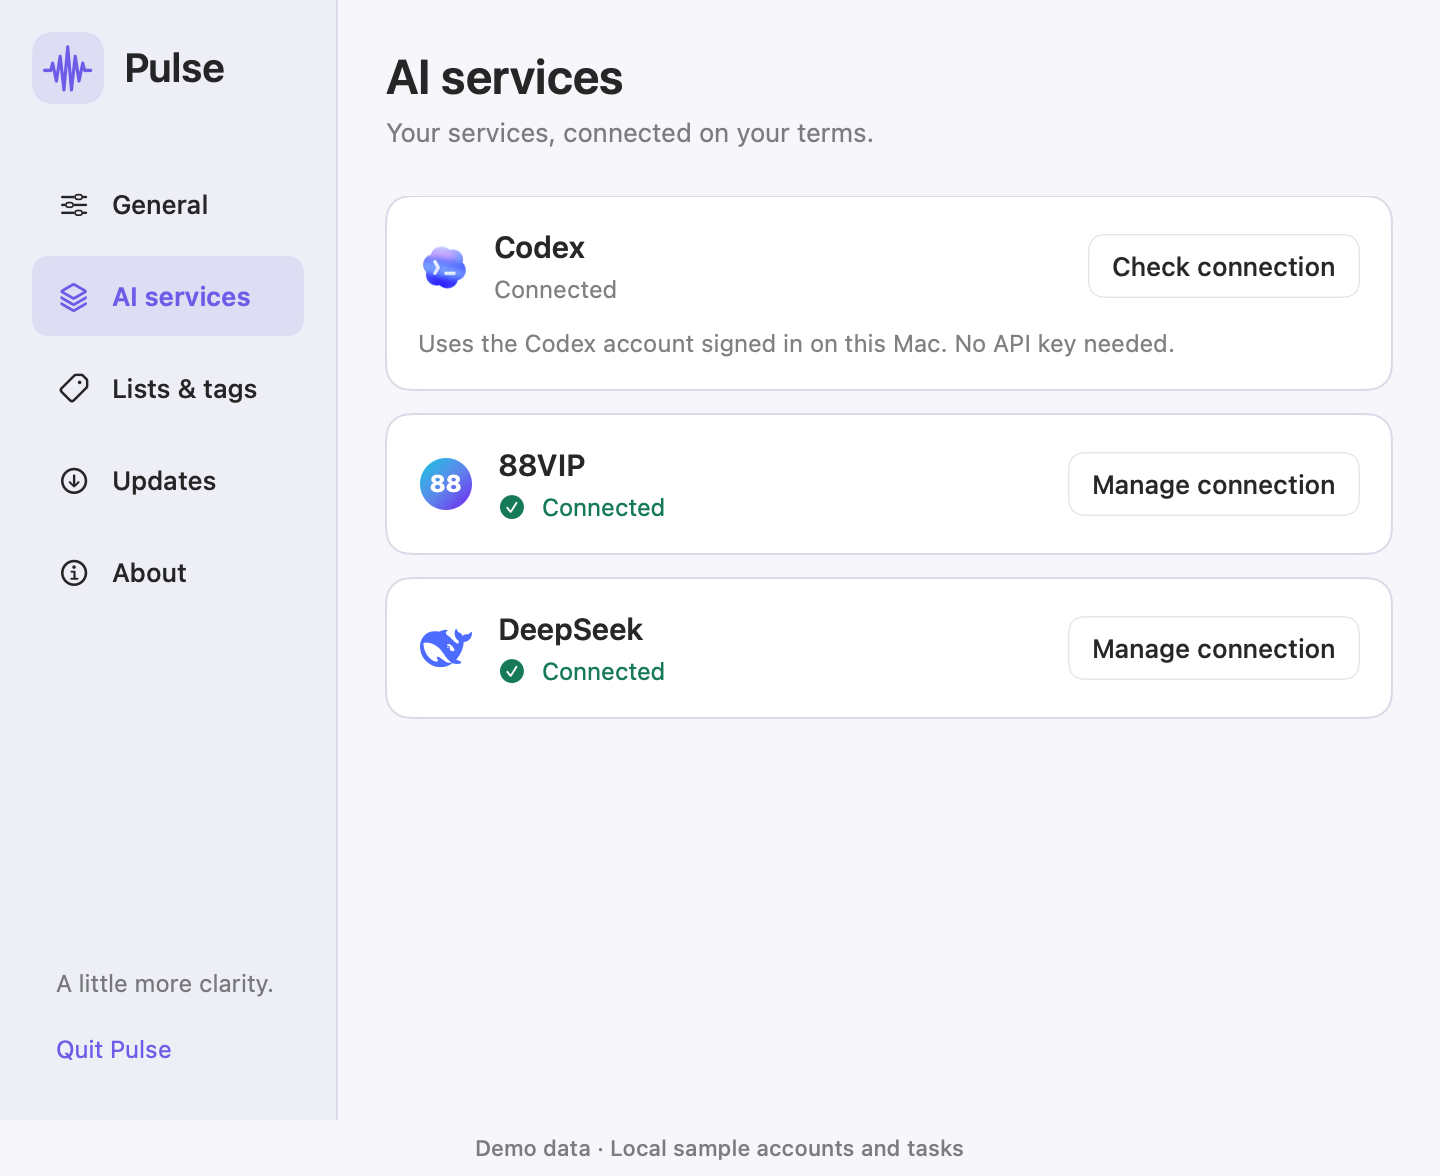 Pulse
General
AI services
Lists & tags
Updates
About
A little more clarity.
Quit Pulse
AI services
Your services, connected on your terms.
Codex
Connected
Check connection
Uses the Codex account signed in on this Mac. No API key needed.
88
88VIP
Connected
Manage connection
DeepSeek
Connected
Manage connection
Demo data · Local sample accounts and tasks